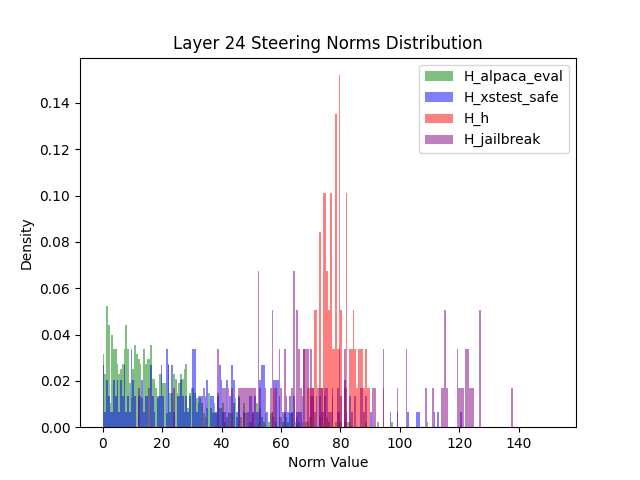 Layer 24 Steering Norms Distribution
H_alpaca_eval
H_xstest_safe
H_h
H_jailbreak
Density
0.14
0.12
0.10
0.08
0.06
0.04
0.02
0.00
0 20 40 60 80 100 120 140
Norm Value